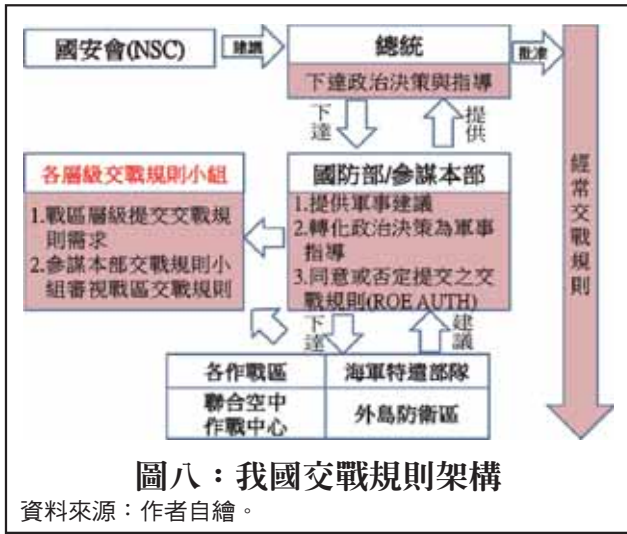 國安會(NSC)
建議
總統
批准
下達政治決策與指導
下達
提供
各層級交戰規則小組
1.戰區層級提交交戰規
則需求
2.參謀本部交戰規則小
組審視戰區交戰規則
國防部/參謀本部
1.提供軍事建議
2.轉化政治決策為軍事
指導
3.同意或否定提交之交
戰規則(ROE AUTH)
下達
建議
各作戰區
海軍特遣部隊
聯合空中
作戰中心
外島防衛區
經常交戰規則
圖八：我國交戰規則架構
資料來源：作者自繪。